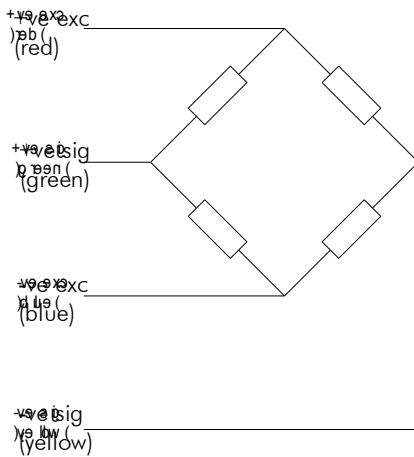 +ve exc
(red)
+ve sig
(green)
-ve exc
(blue)
-ve sig
(yellow)